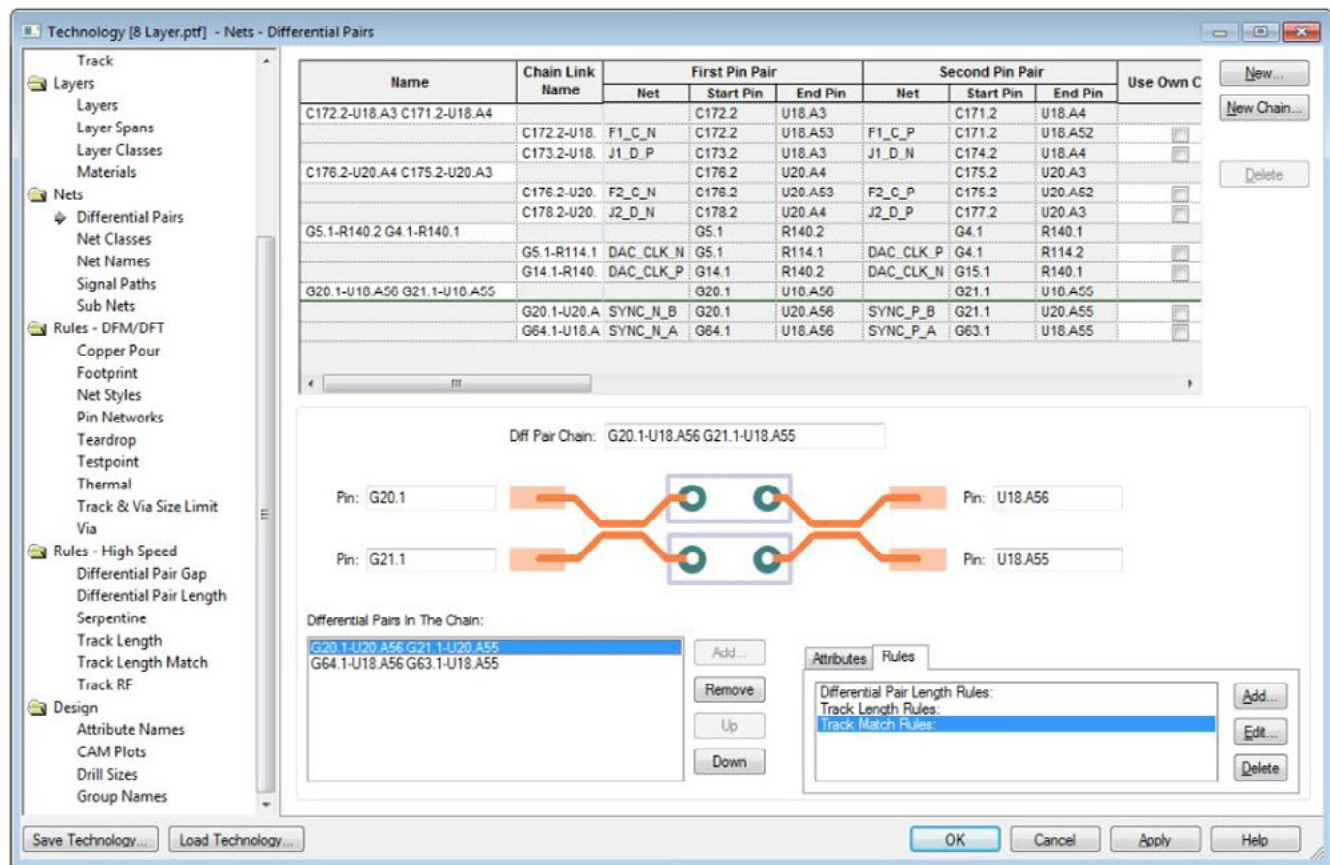 Technology [8 Layer.ptf] - Nets - Differential Pairs
Track
Layers
Layers
Layer Spans
Layer Classes
Materials
Nets
Differential Pairs
Net Classes
Net Names
Signal Paths
Sub Nets
Rules - DFM/DFT
Copper Pour
Footprint
Net Styles
Pin Networks
Teardrop
Testpoint
Thermal
Track & Via Size Limit
Via
Rules - High Speed
Differential Pair Gap
Differential Pair Length
Serpentine
Track Length
Track Length Match
Track RF
Design
Attribute Names
CAM Plots
Drill Sizes
Group Names
Name Chain Link Name First Pin Pair Second Pin Pair Use Own C
Net Start Pin End Pin Net Start Pin End Pin
C172.2-U18.A3 C171.2-U18.A4 C172.2 U18.A3 C171.2 U18.A4
C172.2-U18. F1_C_N C172.2 U18.A53 F1_C_P C171.2 U18.A52
C173.2-U18. J1_D_P C173.2 U18.A3 J1_D_N C174.2 U18.A4
C176.2-U20.A4 C175.2-U20.A3 C176.2 U20.A4 C175.2 U20.A3
C176.2-U20. F2_C_N C176.2 U20.A53 F2_C_P C175.2 U20.A52
C178.2-U20. J2_D_N C178.2 U20.A4 J2_D_P C177.2 U20.A3
G5.1-R140.2 G4.1-R140.1 G5.1 R140.2 G4.1 R140.1
G5.1-R114.1 DAC_CLK_N G5.1 R114.1 DAC_CLK_P G4.1 R114.2
G14.1-R140. DAC_CLK_P G14.1 R140.2 DAC_CLK_N G15.1 R140.1
G20.1-U18.A56 G21.1-U18.A55 G20.1 U18.A56 G21.1 U18.A55
G20.1-U20.A SYNC_N_B G20.1 U20.A56 SYNC_P_B G21.1 U20.A55
G64.1-U18.A SYNC_N_A G64.1 U18.A56 SYNC_P_A G63.1 U18.A55
New...
New Chain...
Delete
Diff Pair Chain: G20.1-U18.A56 G21.1-U18.A55
Pin: G20.1 Pin: U18.A56
Pin: G21.1 Pin: U18.A55
Differential Pairs In The Chain:
G20.1-U20.A56 G21.1-U20.A55
G64.1-U18.A56 G63.1-U18.A55
Add...
Remove
Up
Down
Attributes Rules
Differential Pair Length Rules:
Track Length Rules:
Track Match Rules:
Add...
Edit...
Delete
Save Technology... Load Technology... OK Cancel Apply Help